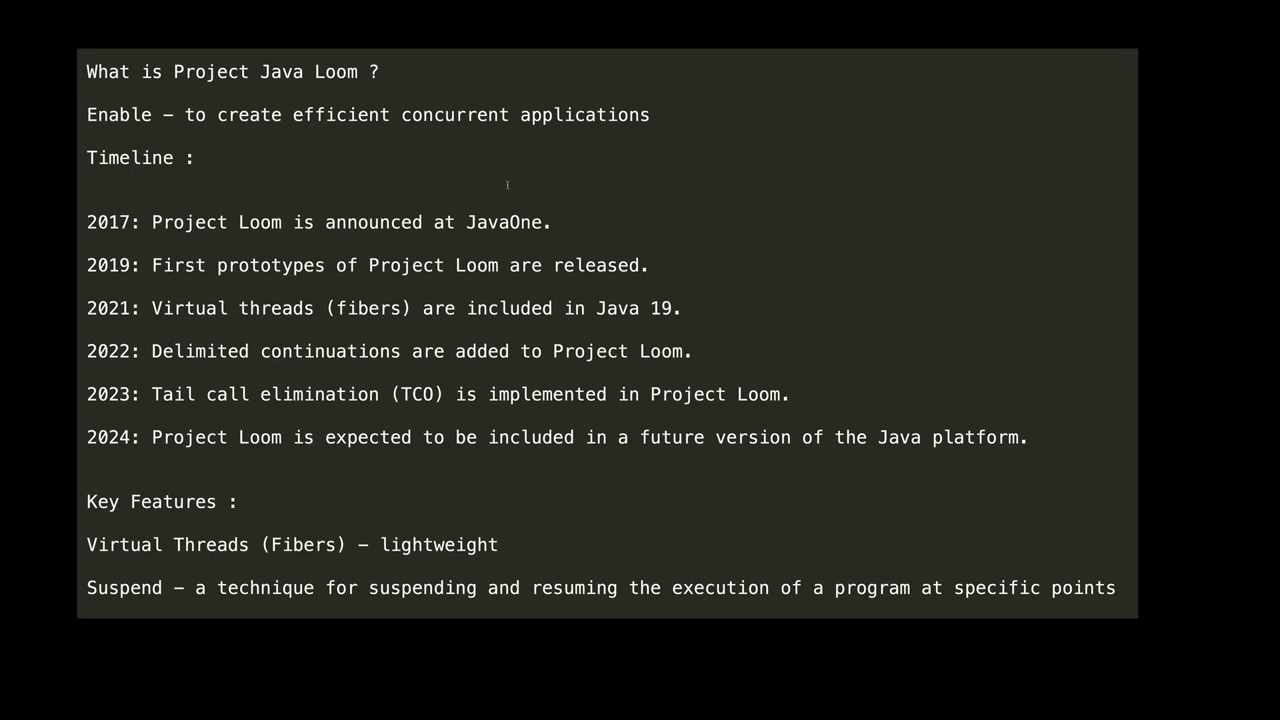 What is Project Java Loom ?
Enable – to create efficient concurrent applications
Timeline :
2017: Project Loom is announced at JavaOne.
2019: First prototypes of Project Loom are released.
2021: Virtual threads (fibers) are included in Java 19.
2022: Delimited continuations are added to Project Loom.
2023: Tail call elimination (TCO) is implemented in Project Loom.
2024: Project Loom is expected to be included in a future version of the Java platform.
Key Features :
Virtual Threads (Fibers) – lightweight
Suspend – a technique for suspending and resuming the execution of a program at specific points